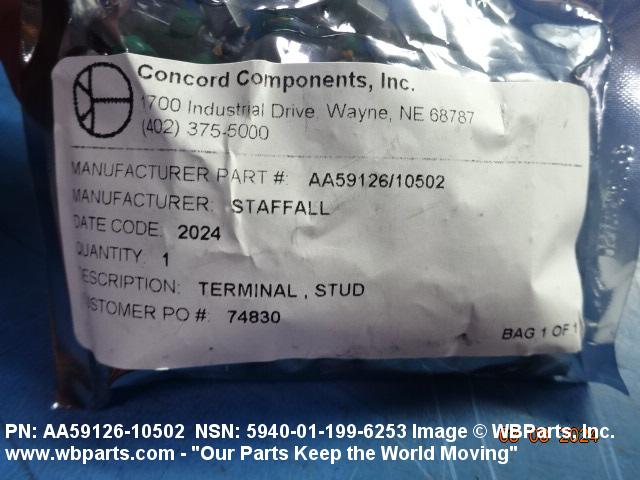 Concord Components, Inc.
1700 Industrial Drive, Wayne, NE 68787
(402) 375-5000
MANUFACTURER PART #: AA59126/10502
MANUFACTURER: STAFFALL
DATE CODE: 2024
QUANTITY: 1
DESCRIPTION: TERMINAL , STUD
CUSTOMER PO #: 74830
BAG 1 OF 1
PN: AA59126-10502 NSN: 5940-01-199-6253 Image © WBParts, Inc.
www.wbparts.com - "Our Parts Keep the World Moving"